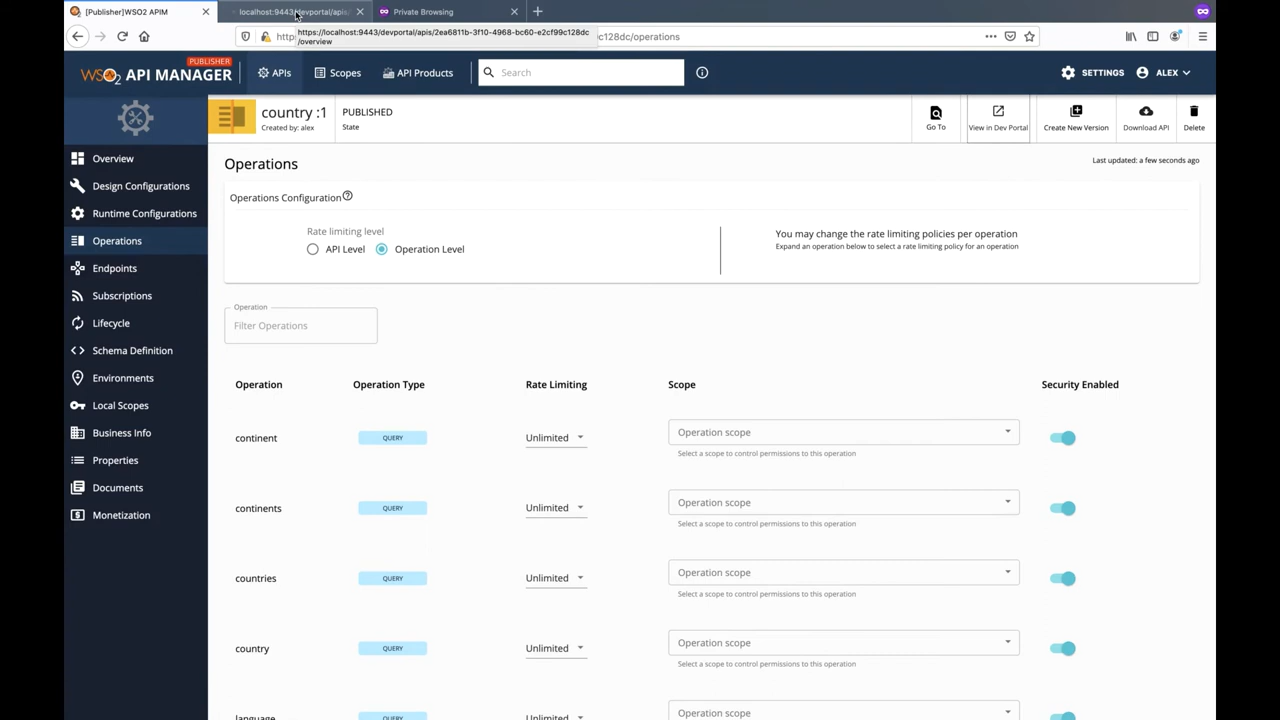 [Publisher]WSO2 APIM
localhost:9443/devportal/apis/
Private Browsing
https://localhost:9443/devportal/apis/2ea6811b-3f10-4968-bc60-e2cf99c128dc
/overview
http
c128dc/operations
PUBLISHER
WSO2 API MANAGER
APIs
Scopes
API Products
Search
SETTINGS
ALEX
country :1
Created by: alex
PUBLISHED
State
Go To
View in Dev Portal
Create New Version
Download API
Delete
Overview
Design Configurations
Runtime Configurations
Operations
Endpoints
Subscriptions
Lifecycle
Schema Definition
Environments
Local Scopes
Business Info
Properties
Documents
Monetization
Operations
Last updated: a few seconds ago
Operations Configuration
Rate limiting level
API Level
Operation Level
You may change the rate limiting policies per operation
Expand an operation below to select a rate limiting policy for an operation
Operation
Filter Operations
Operation Operation Type Rate Limiting Scope Security Enabled
continent QUERY Unlimited Operation scope
Select a scope to control permissions to this operation
continents QUERY Unlimited Operation scope
Select a scope to control permissions to this operation
countries QUERY Unlimited Operation scope
Select a scope to control permissions to this operation
country QUERY Unlimited Operation scope
Select a scope to control permissions to this operation
language QUERY Unlimited Operation scope